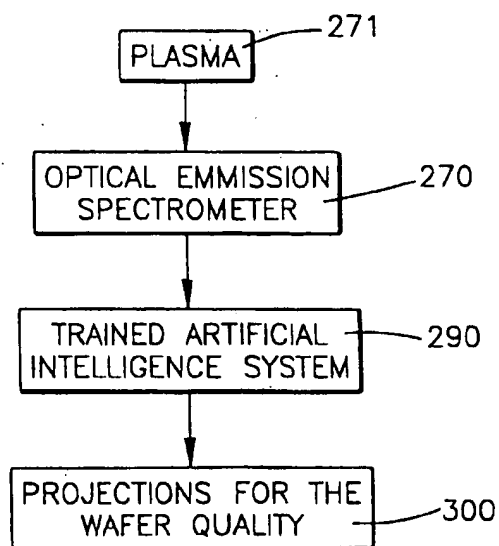 PLASMA
271
OPTICAL EMMISSION
SPECTROMETER
270
TRAINED ARTIFICIAL
INTELLIGENCE SYSTEM
290
PROJECTIONS FOR THE
WAFER QUALITY
300